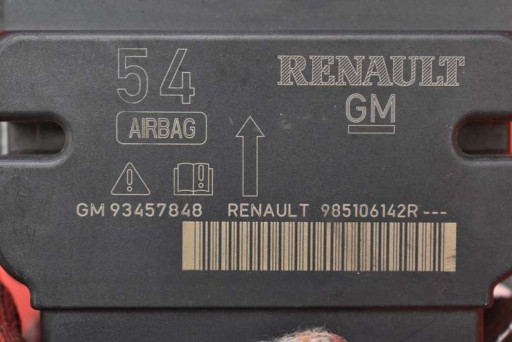 54 RENAULT
GM
AIRBAG
GM 93457848 RENAULT 985106142R---